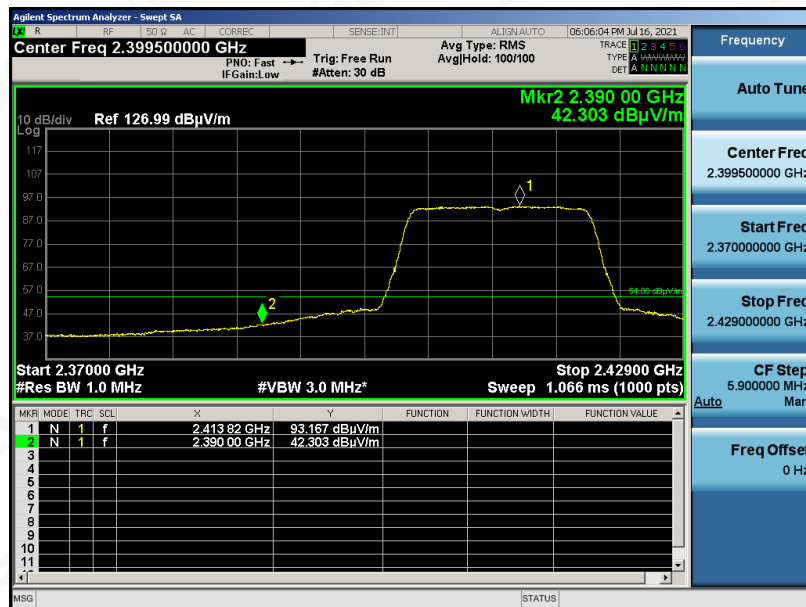 Agilent Spectrum Analyzer - Swept SA
LXI R RF 50 Ω AC CORREC SENSE:INT ALIGN AUTO 06:06:04 PM Jul 16, 2021
Center Freq 2.399500000 GHz
PNO: Fast
IFGain:Low
Trig: Free Run
#Atten: 30 dB
Avg Type: RMS
Avg|Hold: 100/100
TRACE 1 2 3 4 5 6
TYPE A WWWWW
DET A N N N N N
Mkr2 2.390 00 GHz
42.303 dBµV/m
10 dB/div Ref 126.99 dBµV/m
Log
117
107
97.0
87.0
77.0
67.0
57.0
47.0
37.0
1
2
54.00 dBµV/m
Start 2.37000 GHz Stop 2.42900 GHz
#Res BW 1.0 MHz #VBW 3.0 MHz* Sweep 1.066 ms (1000 pts)
MKR MODE TRC SCL X Y FUNCTION FUNCTION WIDTH FUNCTION VALUE
1 N 1 f 2.413 82 GHz 93.167 dBµV/m
2 N 1 f 2.390 00 GHz 42.303 dBµV/m
3
4
5
6
7
8
9
10
11
MSG STATUS
Frequency
Auto Tune
Center Freq
2.399500000 GHz
Start Freq
2.370000000 GHz
Stop Freq
2.429000000 GHz
CF Step
5.900000 MHz
Auto Man
Freq Offset
0 Hz